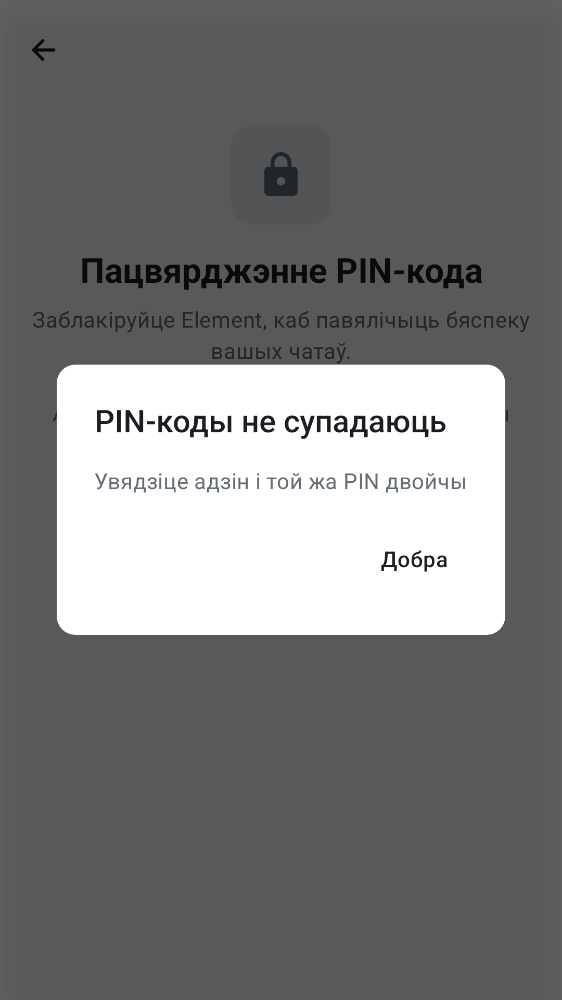 Пацвярджэнне PIN-кода
Заблакіруйце Element, каб павялічыць бяспеку
вашых чатаў.
PIN-коды не супадаюць
Увядзіце адзін і той жа PIN двойчы
Добра